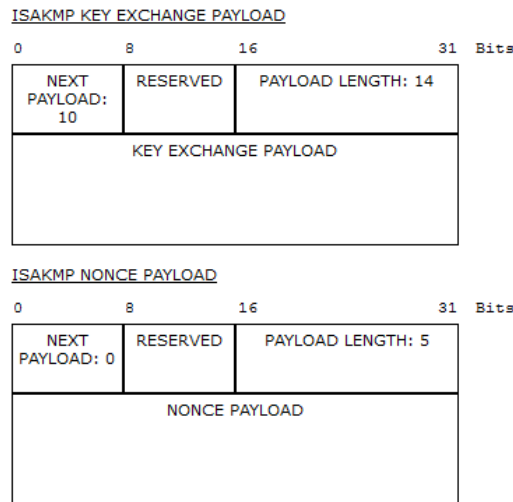 ISAKMP KEY EXCHANGE PAYLOAD
0 8 16 31 Bits
NEXT PAYLOAD: 10
RESERVED
PAYLOAD LENGTH: 14
KEY EXCHANGE PAYLOAD
ISAKMP NONCE PAYLOAD
0 8 16 31 Bits
NEXT PAYLOAD: 0
RESERVED
PAYLOAD LENGTH: 5
NONCE PAYLOAD